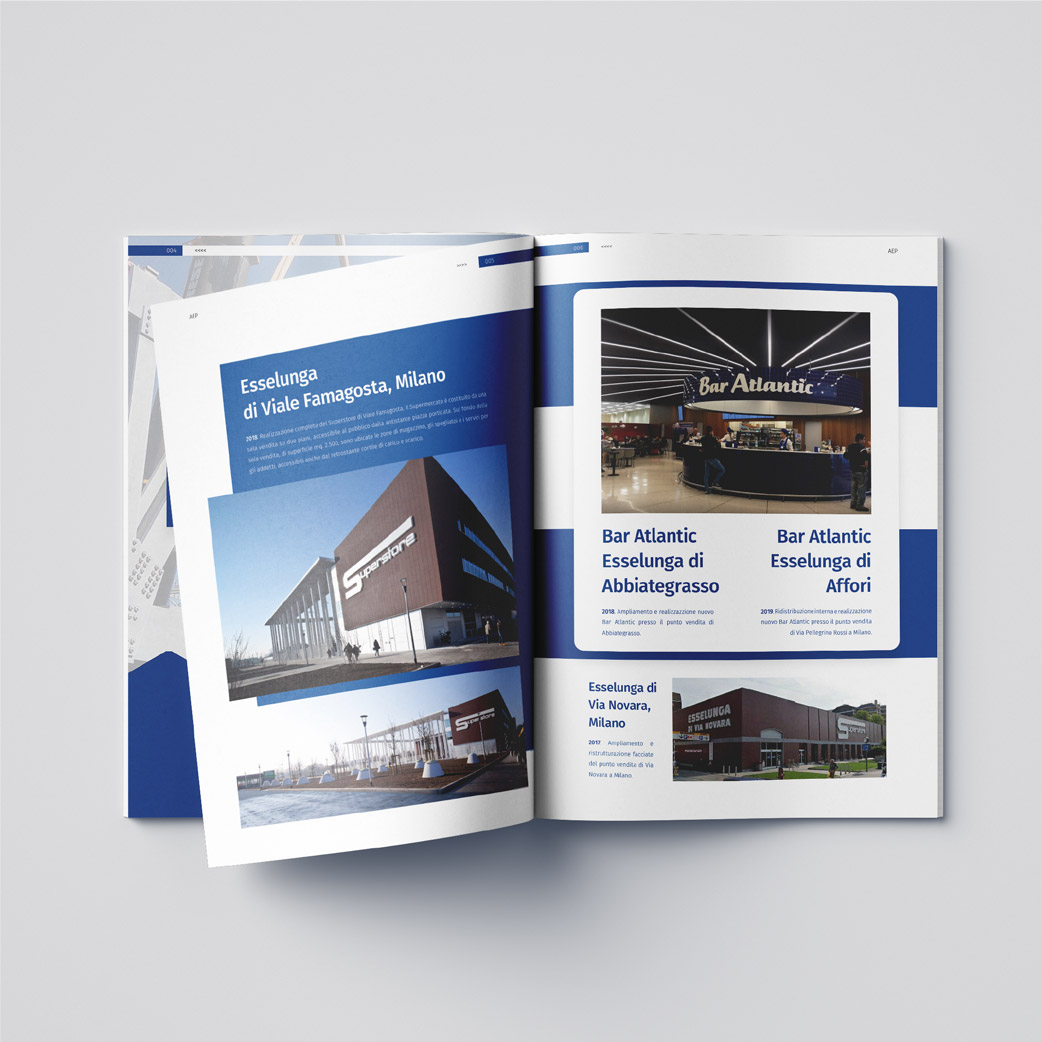 004
<<<<
>>>>
005
AEP
Esselunga
di Viale Famagosta, Milano
2018. Realizzazione completa del Superstore di Viale Famagosta. Il Supermercato è costituito da una
sala vendita su due piani, accessibile al pubblico dalla antistante piazza porticata. Sul fondo della
sala vendita, di superficie mq. 2.500, sono ubicate le zone di magazzino, gli spogliatoi e i servizi per
gli addetti, accessibili anche dal retrostante cortile di carico e scarico.
Superstore
Superstore
006
<<<<
AEP
Bar Atlantic
Bar Atlantic
Esselunga di
Abbiategrasso
2018. Ampliamento e realizzazzione nuovo
Bar Atlantic presso il punto vendita di
Abbiategrasso.
Bar Atlantic
Esselunga di
Affori
2019. Ridistribuzione interna e realizzazione
nuovo Bar Atlantic presso il punto vendita
di Via Pellegrina Rossi a Milano.
Esselunga di
Via Novara,
Milano
2017. Ampliamento e
ristrutturazione facciate
del punto vendita di Via
Novara a Milano.
ESSELUNGA
DI VIA NOVARA
Superstore